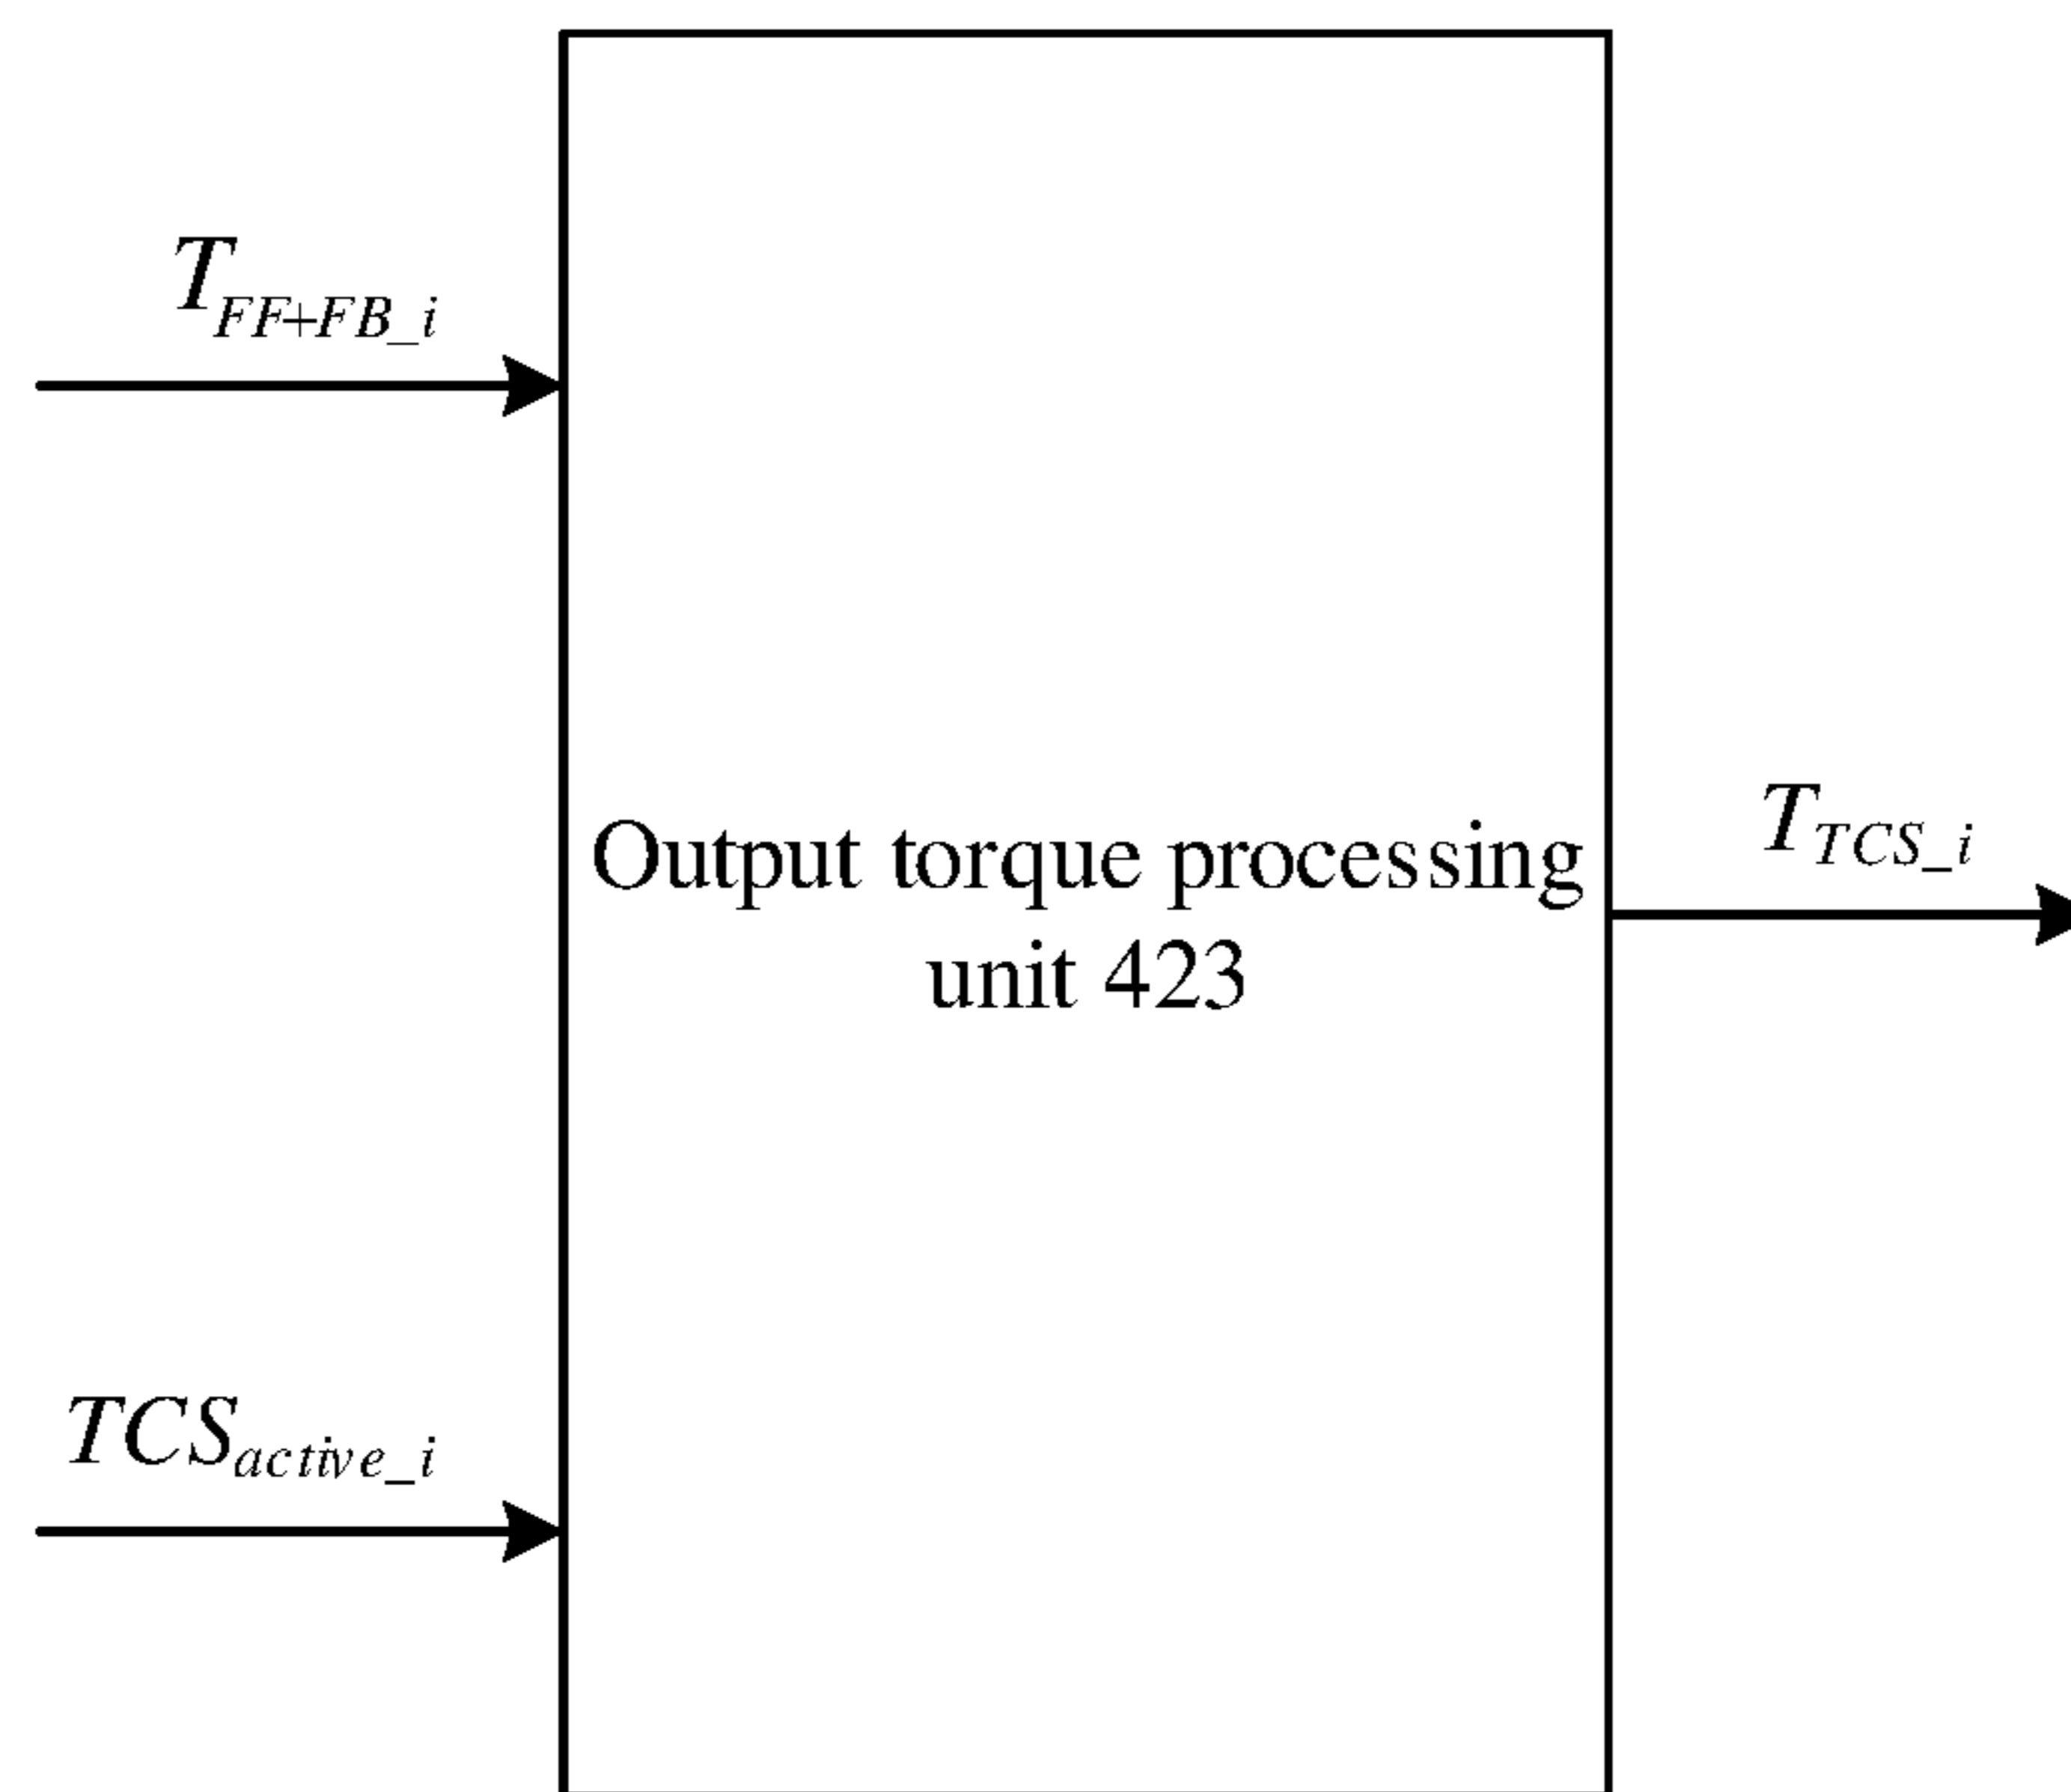 T_{FF+FB_i}
Output torque processing
unit 423
T_{TCS_i}
TCS_{active_i}